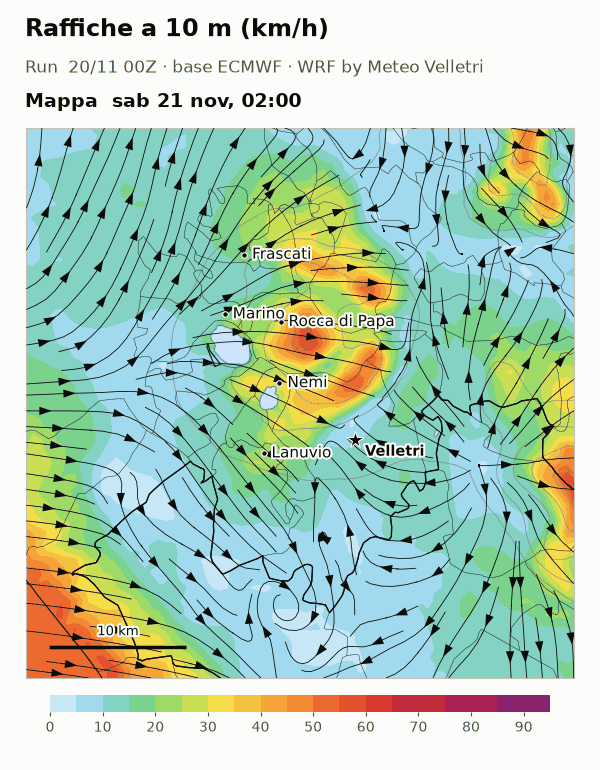 Raffiche a 10 m (km/h)
Run 20/11 00Z · base ECMWF · WRF by Meteo Velletri
Mappa sab 21 nov, 02:00
Frascati
Marino
Rocca di Papa
Nemi
Velletri
Lanuvio
10 km
0 10 20 30 40 50 60 70 80 90